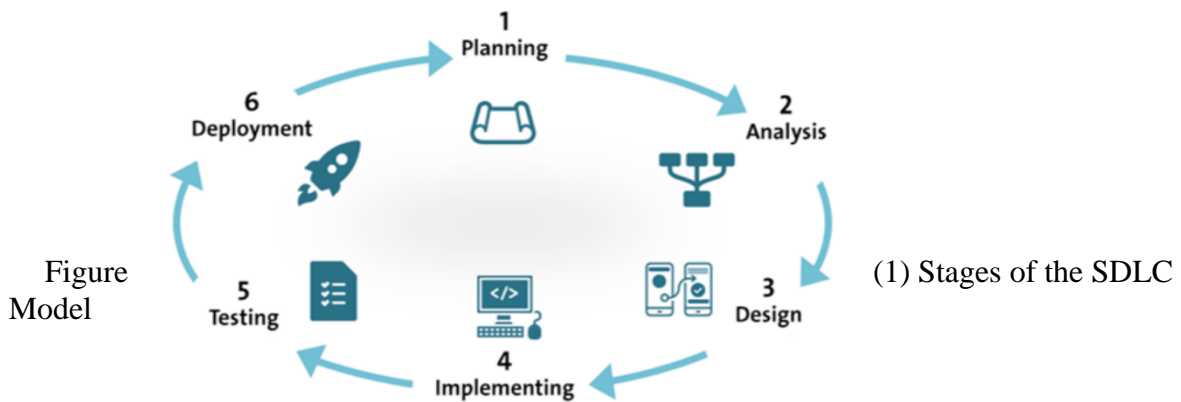 1
Planning
2
Analysis
3
Design
4
Implementing
</>
5
Testing
6
Deployment
Figure (1) Stages of the SDLC
Model